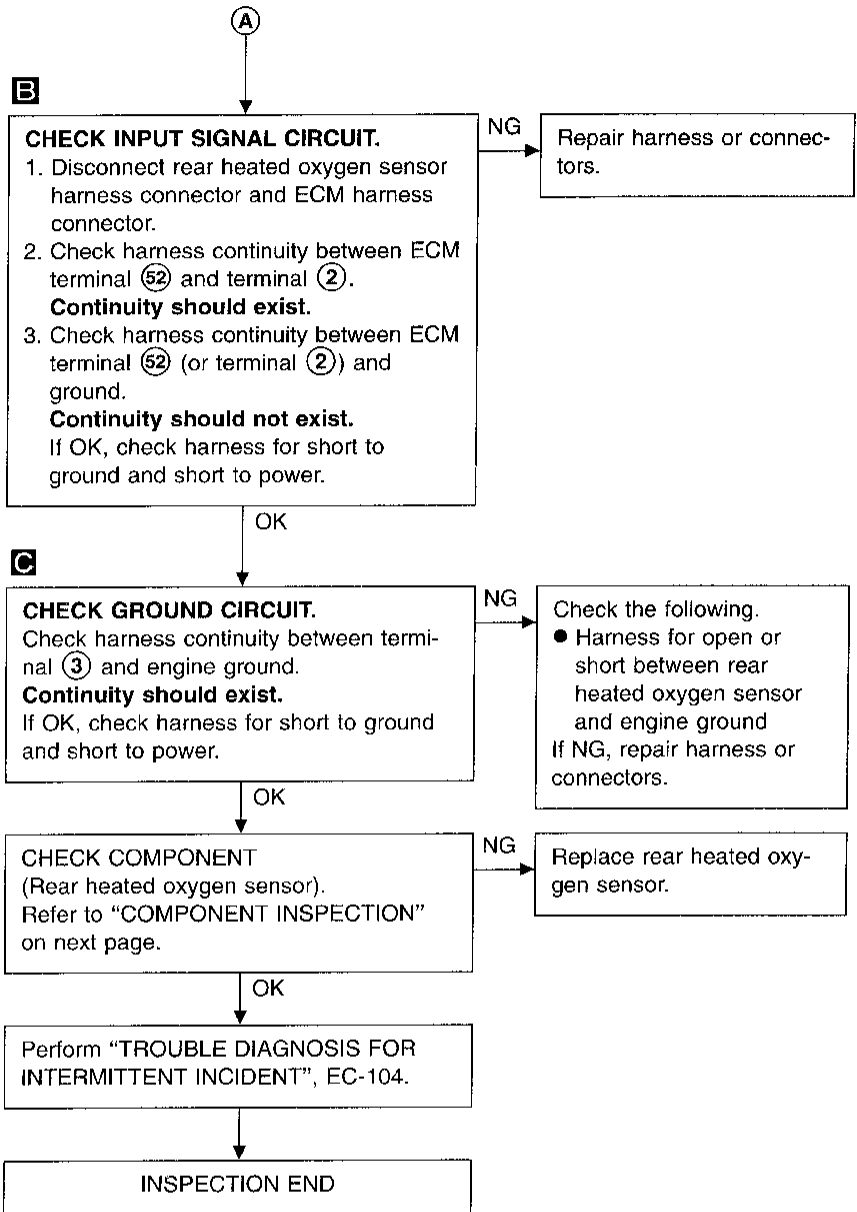 A
B
CHECK INPUT SIGNAL CIRCUIT.
1. Disconnect rear heated oxygen sensor
harness connector and ECM harness
connector.
2. Check harness continuity between ECM
terminal 52 and terminal 2.
Continuity should exist.
3. Check harness continuity between ECM
terminal 52 (or terminal 2) and
ground.
Continuity should not exist.
If OK, check harness for short to
ground and short to power.
NG
Repair harness or connec-
tors.
OK
C
CHECK GROUND CIRCUIT.
Check harness continuity between termi-
nal 3 and engine ground.
Continuity should exist.
If OK, check harness for short to ground
and short to power.
NG
Check the following.
● Harness for open or
short between rear
heated oxygen sensor
and engine ground
If NG, repair harness or
connectors.
OK
CHECK COMPONENT
(Rear heated oxygen sensor).
Refer to “COMPONENT INSPECTION”
on next page.
NG
Replace rear heated oxy-
gen sensor.
OK
Perform “TROUBLE DIAGNOSIS FOR
INTERMITTENT INCIDENT”, EC-104.
INSPECTION END